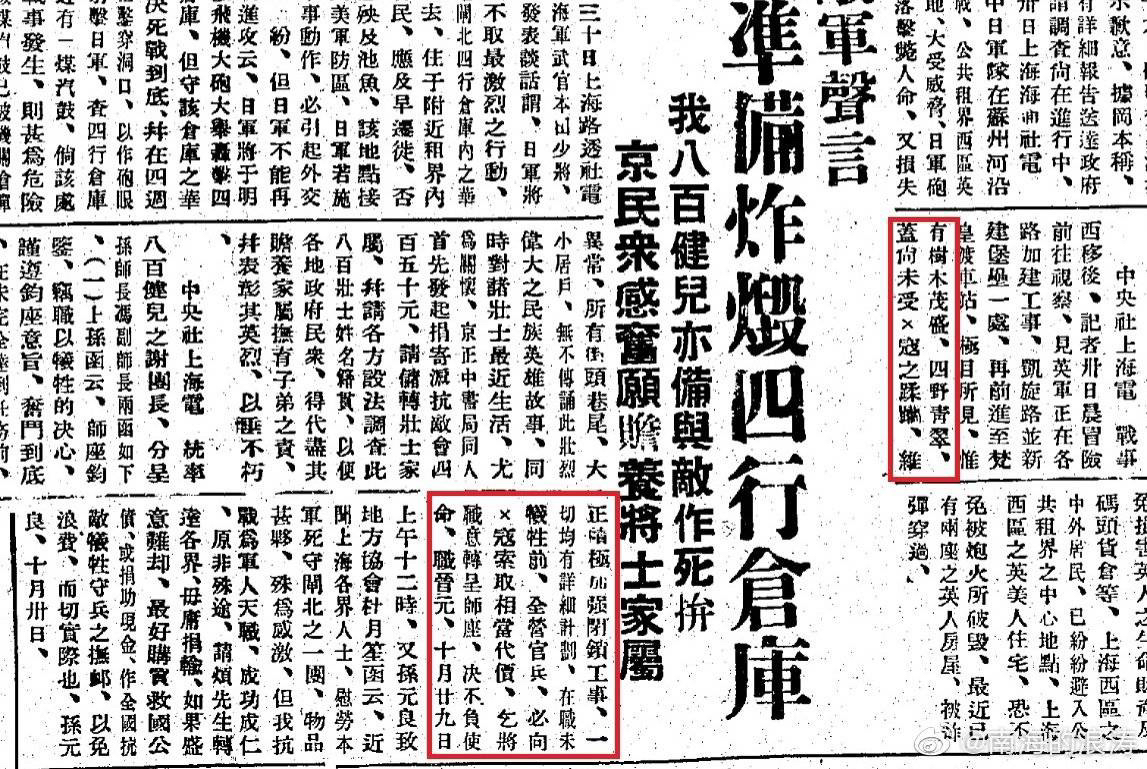 示歉意、據岡本稱、
有詳細報告送達政府
請調查尚在進行中、
卅日上海海通社電
中日軍隊在蘇州河沿
戰、公共租界西區英
地、大受威脅、日軍砲
落擊斃人命、又損失
中央社上海電 戰事
西移後、記者卅日晨冒險
前往視察、見英軍正在各
路加建工事、凱旋路並新
建堡壘一處、再前進至梵
皇渡車站、極目所見、惟
有樹木茂盛、四野青翠、
蓋尚未受×寇之蹂躪、雖
碼頭貨倉等、上海西區之
中外居民、已紛紛避入公
共租界之中心地點、上海
西區之英美人住宅、恐不
免被炮火所破毀、最近已
有兩座之英人房屋、被炸
彈穿過、
軍聲言
準備炸燬四行倉庫
我八百健兒亦備與敵作死拚
京民衆感奮願贍養將士家屬
三十日上海路透社電
海軍武官本田少將、
發表談話謂、日軍將
不取最激烈之行動、
閘北四行倉庫內之華
去、住于附近租界內
民、應及早遷徙、否
殃及池魚、該地點接
美軍防區、日軍若施
事動作、必引起外交
紛、但日軍不能再
進攻云、日軍將于明
飛機大砲大舉轟擊四
庫、但守該倉庫之華
決死戰到底、幷在四週
擊穿洞口、以作砲眼
射擊日軍、查四行倉庫
近有一煤汽鼓、倘該處
事發生、則甚爲危險
異常、所有街頭巷尾、大
小居戶、無不傳誦此壯烈
偉大之民族英雄故事、同
時對諸壯士最近生活、尤
爲關懷、京正中書局同人
首先發起捐寄滬抗敵會四
百五十元、請儲轉壯士家
屬、幷請各方設法調查此
八百壯士姓名籍貫、以便
各地政府民衆、得代盡其
贍養家屬撫育子弟之責、
幷表彰其英烈、以垂不朽
、
中央社上海電 統率
八百健兒之謝團長、分呈
孫師長馮副師長兩函如下
、（一）上孫函云、師座鈞
鑒、竊職以犧牲的決心、
謹遵鈞座意旨、奮鬥到底
正積極加强閉鎖工事、一
切均有詳細計劃、在職未
犧牲前、全營官兵、必向
×寇索取相當代價、乞將
職意轉呈師座、决不負使
命、職晉元、十月廿九日
上午十二時、又孫元良致
地方協會杜月笙函云、近
聞上海各界人士、慰勞本
軍死守閘北之一團、物品
甚夥、殊爲感激、但我抗
戰爲軍人天職、成功成仁
、原非殊途、請煩先生轉
達各界、毋庸捐輸、如果盛
意難却、最好購買救國公
債、或捐助現金、作全國抗
敵犧牲守兵之撫卹、以免
浪費、而切實際也、孫元
良、十月卅日、
@南海的浪涛